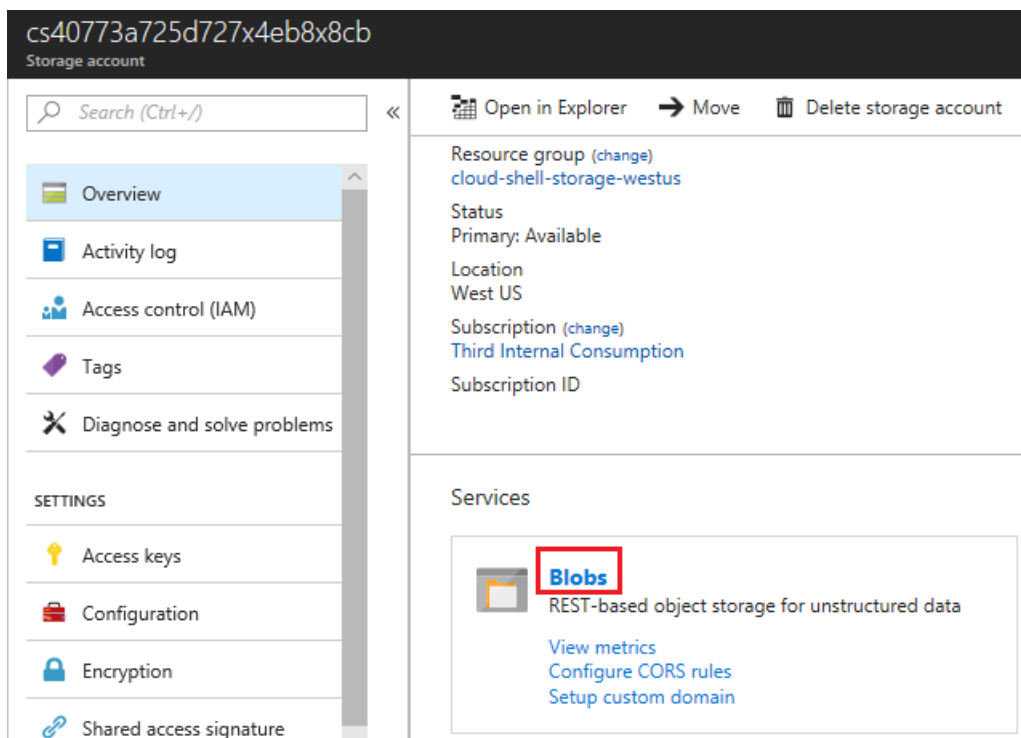 cs40773a725d727x4eb8x8cb
Storage account
Search (Ctrl+/)
«
Overview
Activity log
Access control (IAM)
Tags
Diagnose and solve problems
SETTINGS
Access keys
Configuration
Encryption
Shared access signature
Open in Explorer
Move
Delete storage account
Resource group (change)
cloud-shell-storage-westus
Status
Primary: Available
Location
West US
Subscription (change)
Third Internal Consumption
Subscription ID
Services
Blobs
REST-based object storage for unstructured data
View metrics
Configure CORS rules
Setup custom domain